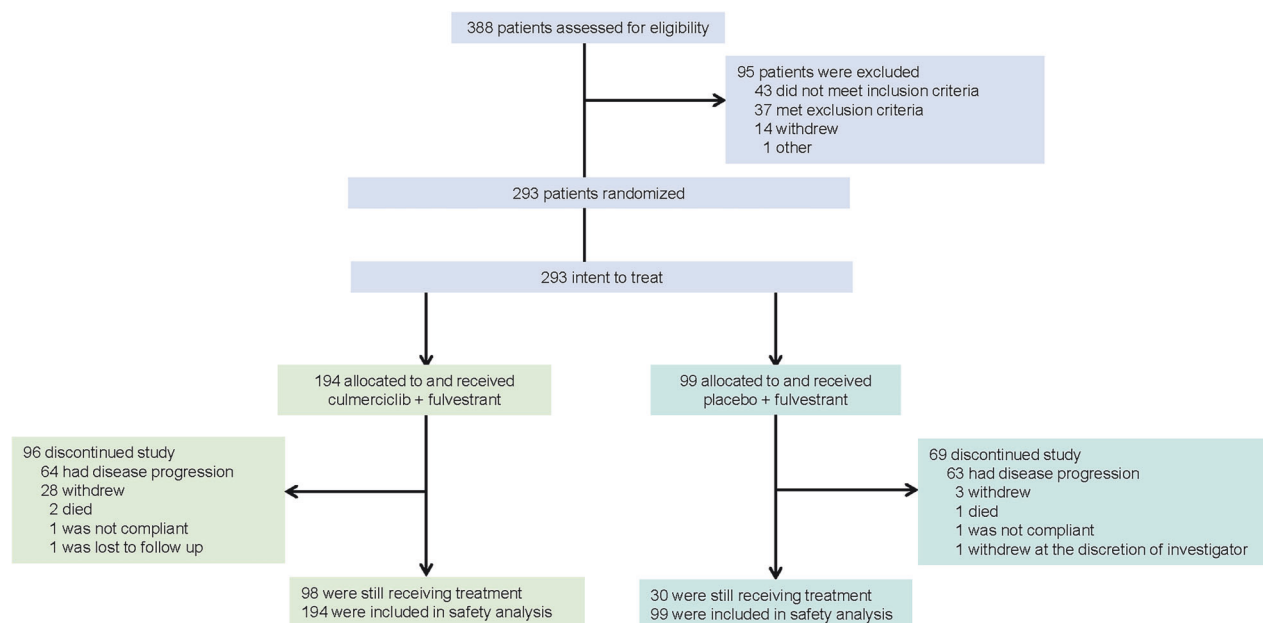 388 patients assessed for eligibility
95 patients were excluded
43 did not meet inclusion criteria
37 met exclusion criteria
14 withdrew
1 other
293 patients randomized
293 intent to treat
194 allocated to and received
culmerciclib + fulvestrant
99 allocated to and received
placebo + fulvestrant
96 discontinued study
64 had disease progression
28 withdrew
2 died
1 was not compliant
1 was lost to follow up
69 discontinued study
63 had disease progression
3 withdrew
1 died
1 was not compliant
1 withdrew at the discretion of investigator
98 were still receiving treatment
194 were included in safety analysis
30 were still receiving treatment
99 were included in safety analysis